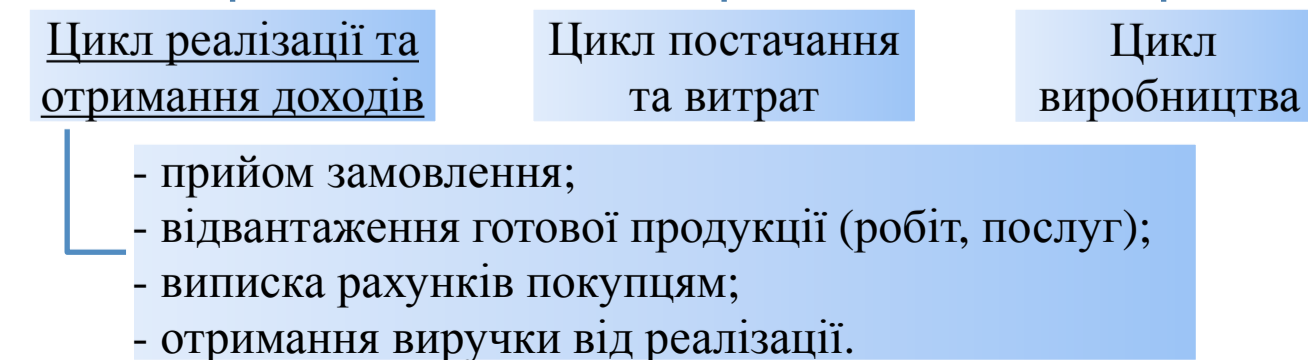 Цикл реалізації та
отримання доходів
Цикл постачання
та витрат
Цикл
виробництва
- прийом замовлення;
- відвантаження готової продукції (робіт, послуг);
- виписка рахунків покупцям;
- отримання виручки від реалізації.